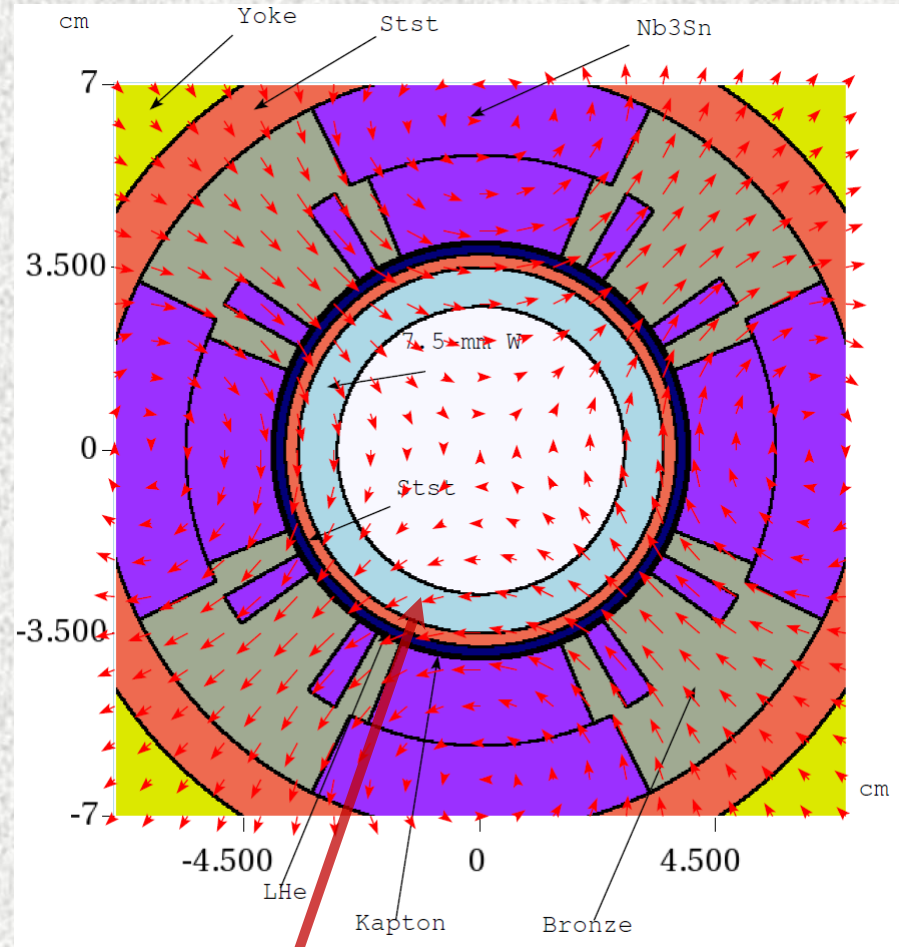 cm
Yoke
Stst
Nb3Sn
7
3.500
7.5-mm W
0
Stst
-3.500
-7
cm
-4.500
0
4.500
LHe
Kapton
Bronze